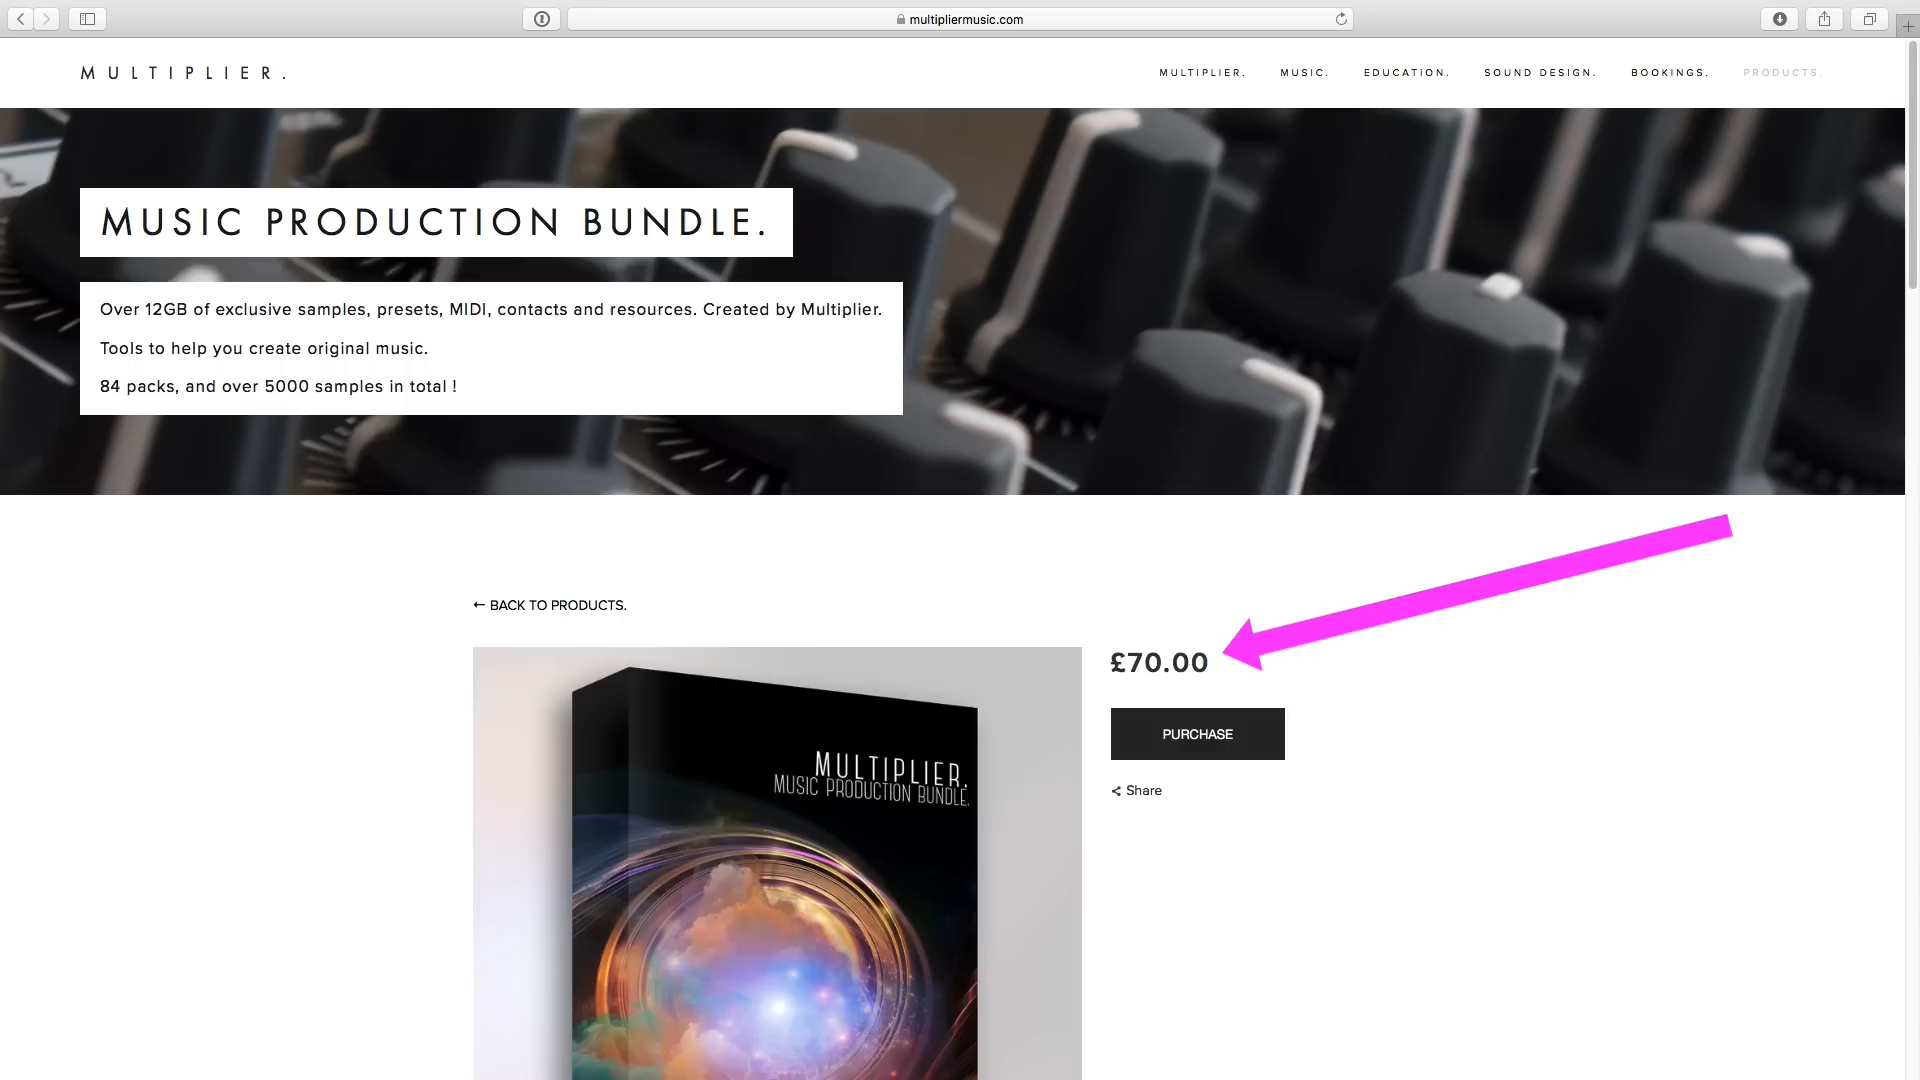 multipliermusic.com
MULTIPLIER.
MULTIPLIER. MUSIC. EDUCATION. SOUND DESIGN. BOOKINGS. PRODUCTS.
MUSIC PRODUCTION BUNDLE.
Over 12GB of exclusive samples, presets, MIDI, contacts and resources. Created by Multiplier.
Tools to help you create original music.
84 packs, and over 5000 samples in total !
← BACK TO PRODUCTS.
£70.00
PURCHASE
Share
MULTIPLIER.
MUSIC PRODUCTION BUNDLE.